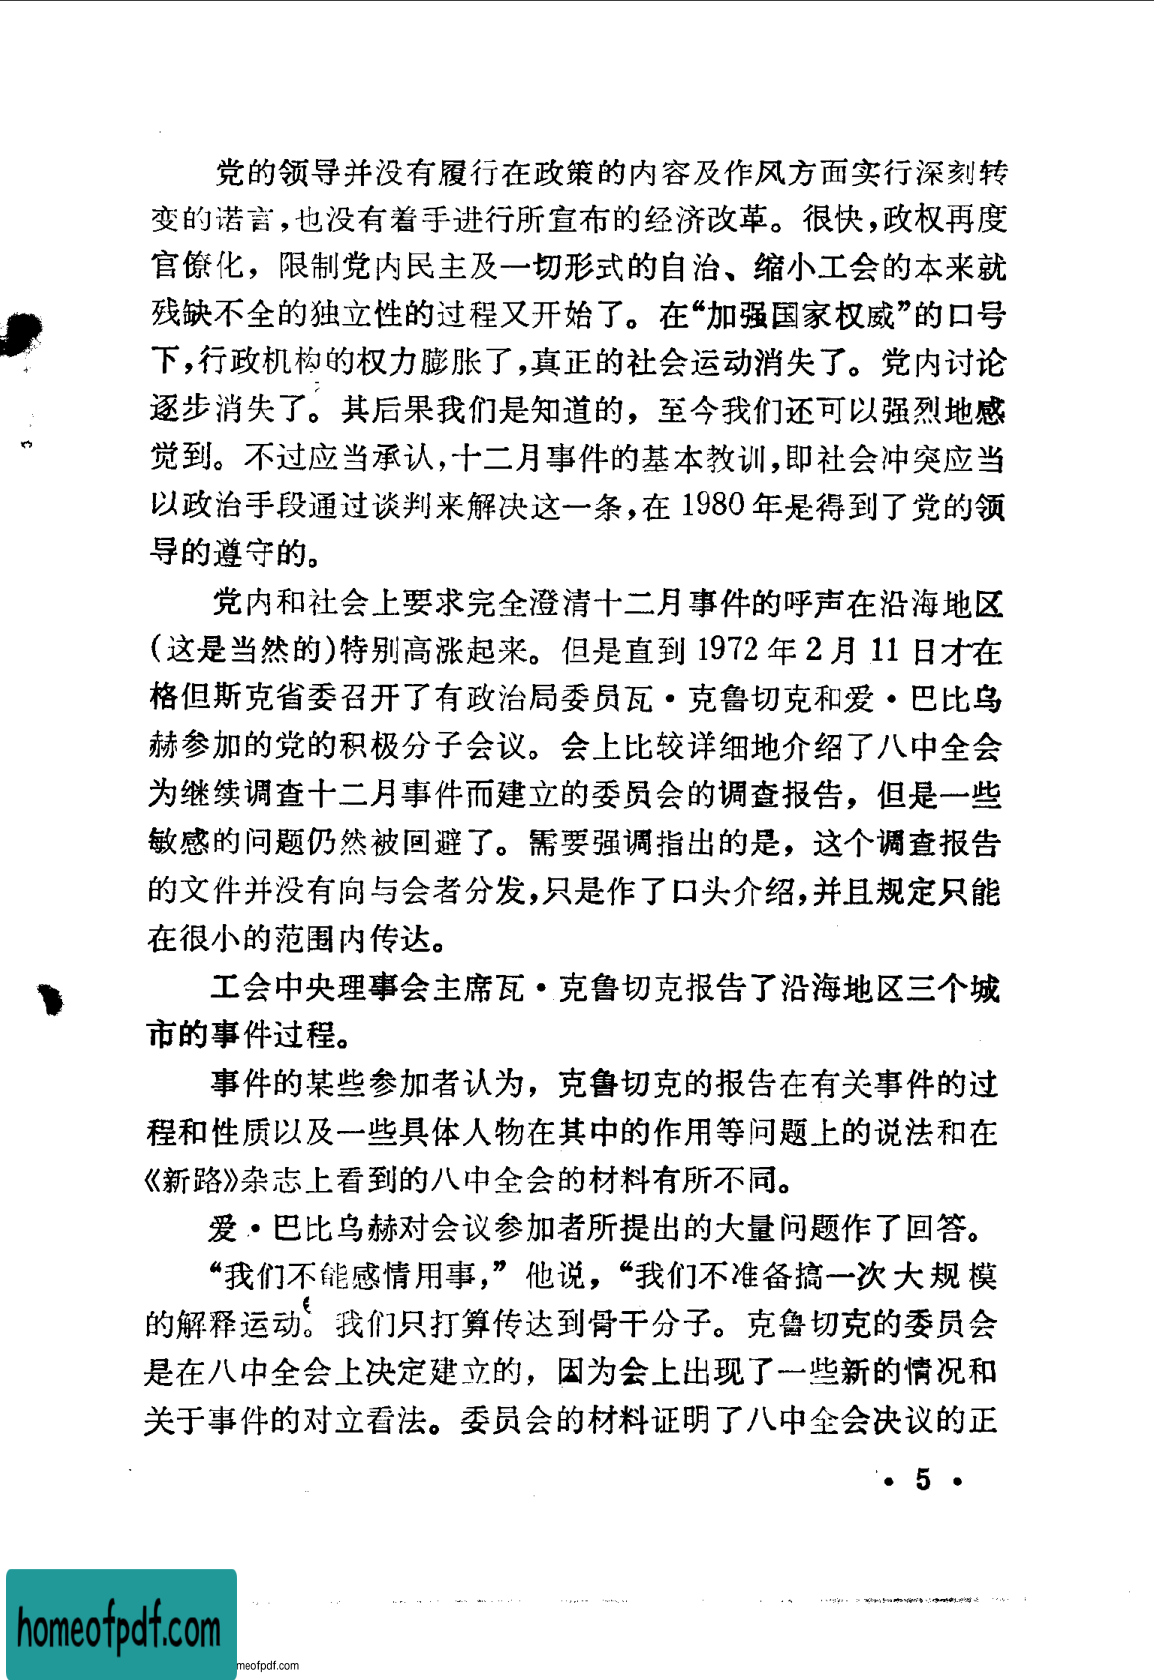 党的领导并没有履行在政策的内容及作风方面实行深刻转
变的诺言,也没有着手进行所宣布的经济改革。很快,政权再度
官僚化，限制党内民主及一切形式的自治、缩小工会的本来就
残缺不全的独立性的过程又开始了。在“加强国家权威”的口号
下,行政机构的权力膨胀了,真正的社会运动消失了。党内讨论
逐步消失了。其后果我们是知道的，至今我们还可以强烈地感
觉到。不过应当承认,十二月事件的基本教训,即社会冲突应当
以政治手段通过谈判来解决这一条,在 1980 年是得到了党的领
导的遵守的。
党内和社会上要求完全澄清十二月事件的呼声在沿海地区
(这是当然的)特别高涨起来。但是直到 1972 年 2 月 11 日才在
格但斯克省委召开了有政治局委员瓦·克鲁切克和爱·巴比乌
赫参加的党的积极分子会议。会上比较详细地介绍了八中全会
为继续调查十二月事件而建立的委员会的调查报告，但是一些
敏感的问题仍然被回避了。需要强调指出的是，这个调查报告
的文件并没有向与会者分发,只是作了口头介绍,并且规定只能
在很小的范围内传达。
工会中央理事会主席瓦·克鲁切克报告了沿海地区三个城
市的事件过程。
事件的某些参加者认为，克鲁切克的报告在有关事件的过
程和性质以及一些具体人物在其中的作用等问题上的说法和在
《新路》杂志上看到的八中全会的材料有所不同。
爱·巴比乌赫对会议参加者所提出的大量问题作了回答。
“我们不能感情用事,”他说，“我们不准备搞一次大规模
的解释运动。我们只打算传达到骨干分子。克鲁切克的委员会
是在八中全会上决定建立的，因为会上出现了一些新的情况和
关于事件的对立看法。委员会的材料证明了八中全会决议的正
· 5 ·
homeofpdf.com
meofpdf.com